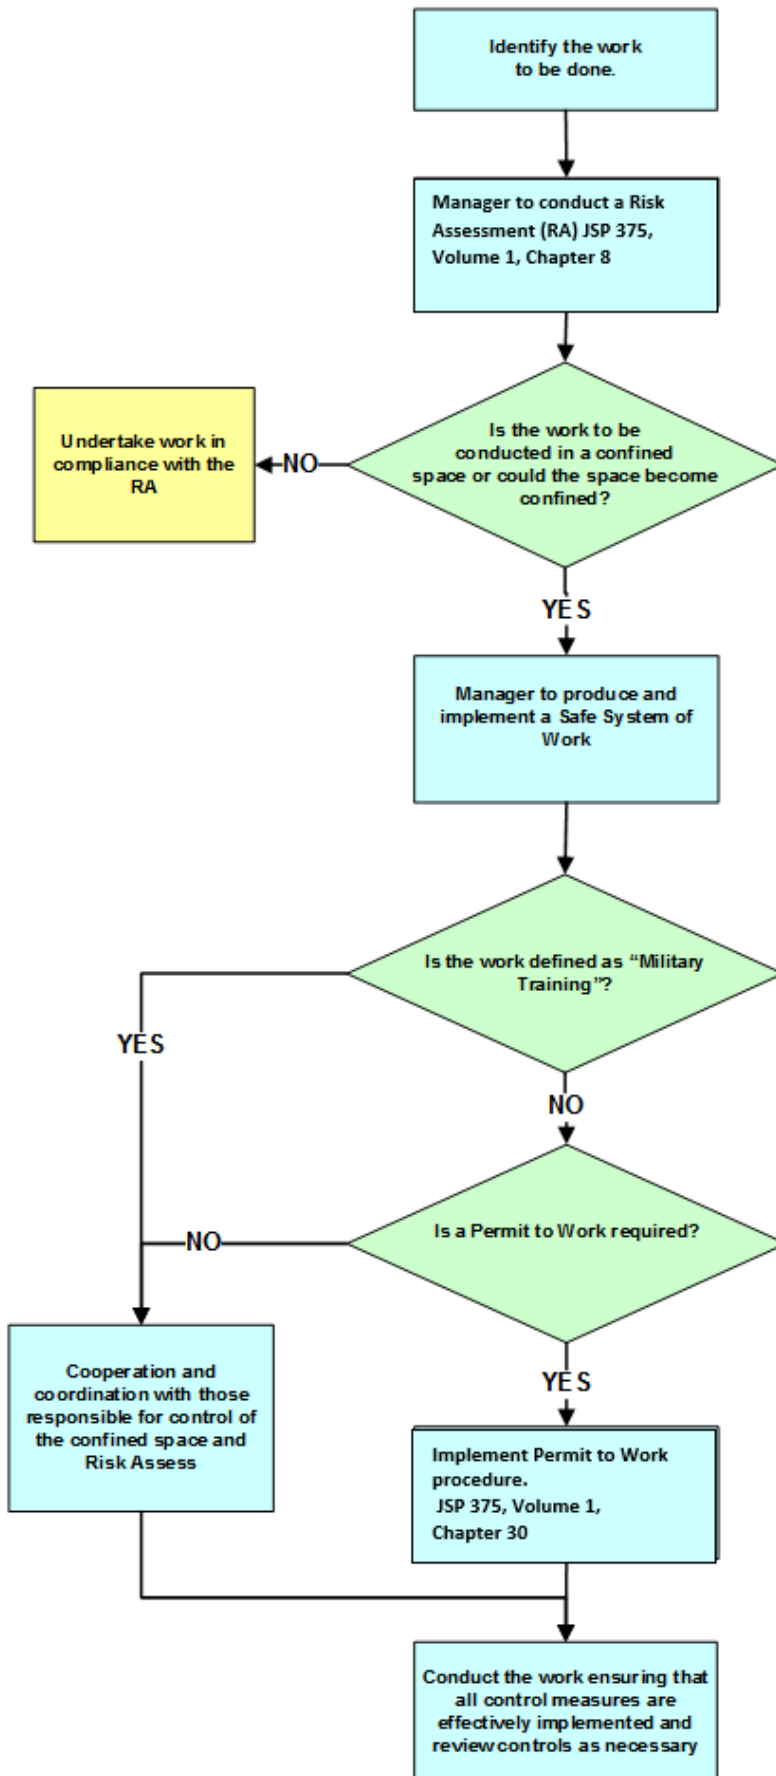 Identify the work
to be done.
Manager to conduct a Risk
Assessment (RA) JSP 375,
Volume 1, Chapter 8
Is the work to be
conducted in a confined
space or could the space become
confined?
NO
Undertake work in
compliance with the
RA
YES
Manager to produce and
implement a Safe System of
Work
Is the work defined as “Military
Training”?
YES
NO
Is a Permit to Work required?
NO
Cooperation and
coordination with those
responsible for control of
the confined space and
Risk Assess
YES
Implement Permit to Work
procedure.
JSP 375, Volume 1,
Chapter 30
Conduct the work ensuring that
all control measures are
effectively implemented and
review controls as necessary